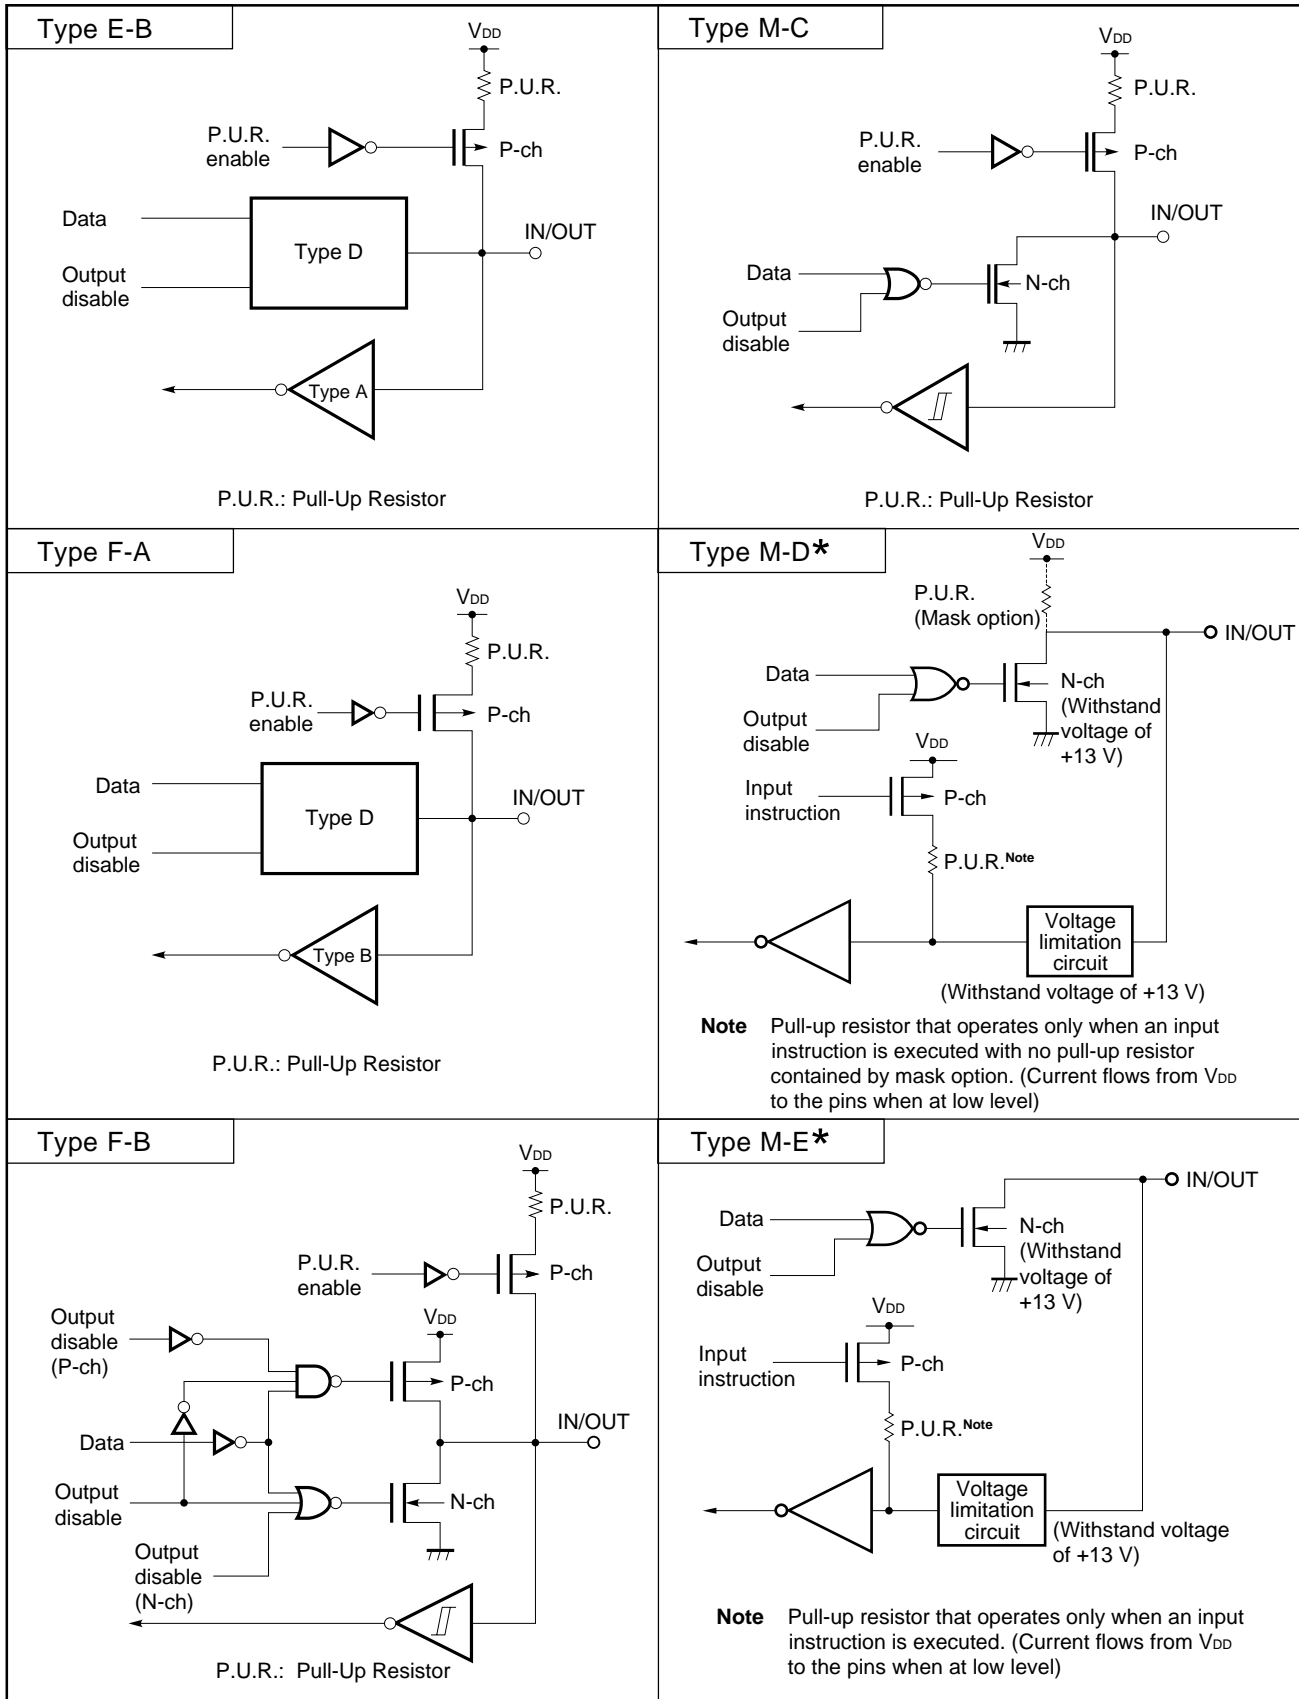 Type E-B
VDD
P.U.R.
P.U.R.
enable
P-ch
Data
Type D
IN/OUT
Output
disable
Type A
P.U.R.: Pull-Up Resistor
Type M-C
VDD
P.U.R.
P.U.R.
enable
P-ch
IN/OUT
Data
N-ch
Output
disable
P.U.R.: Pull-Up Resistor
Type F-A
VDD
P.U.R.
P.U.R.
enable
P-ch
Data
Type D
IN/OUT
Output
disable
Type B
P.U.R.: Pull-Up Resistor
Type M-D*
VDD
P.U.R.
(Mask option)
IN/OUT
Data
N-ch
(Withstand
voltage of
+13 V)
Output
disable
VDD
Input
instruction
P-ch
P.U.R.Note
Voltage
limitation
circuit
(Withstand voltage of +13 V)
Note Pull-up resistor that operates only when an input
instruction is executed with no pull-up resistor
contained by mask option. (Current flows from VDD
to the pins when at low level)
Type F-B
VDD
P.U.R.
P.U.R.
enable
P-ch
Output
disable
(P-ch)
VDD
P-ch
Data
IN/OUT
Output
disable
N-ch
Output
disable
(N-ch)
P.U.R.: Pull-Up Resistor
Type M-E*
IN/OUT
Data
N-ch
(Withstand
voltage of
+13 V)
Output
disable
VDD
Input
instruction
P-ch
P.U.R.Note
Voltage
limitation
circuit
(Withstand voltage
of +13 V)
Note Pull-up resistor that operates only when an input
instruction is executed. (Current flows from VDD
to the pins when at low level)